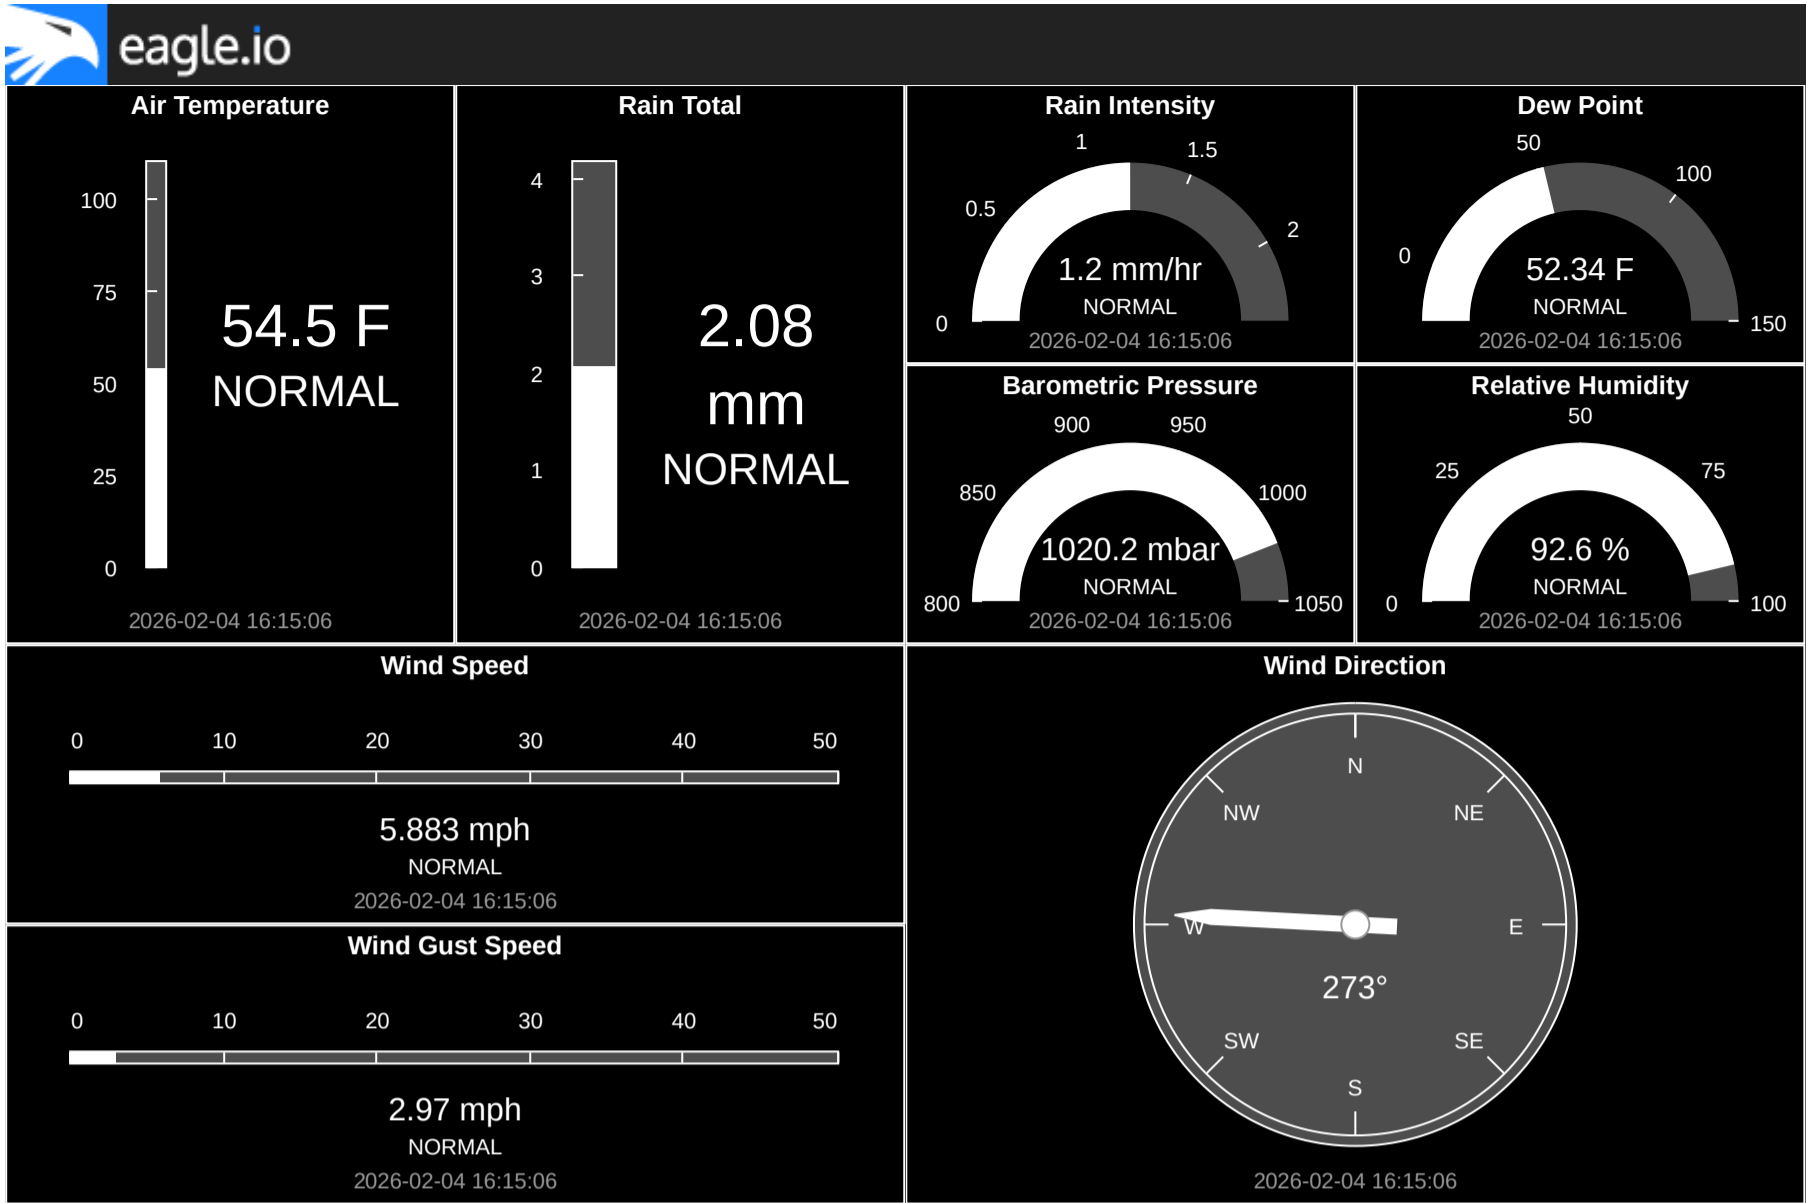 eagle.io
Air Temperature
100
75
50
25
0
54.5 F
NORMAL
2026-02-04 16:15:06
Rain Total
4
3
2
1
0
2.08
mm
NORMAL
2026-02-04 16:15:06
Rain Intensity
0
0.5
1
1.5
2
1.2 mm/hr
NORMAL
2026-02-04 16:15:06
Dew Point
0
50
100
150
52.34 F
NORMAL
2026-02-04 16:15:06
Barometric Pressure
800
850
900
950
1000
1050
1020.2 mbar
NORMAL
2026-02-04 16:15:06
Relative Humidity
0
25
50
75
100
92.6 %
NORMAL
2026-02-04 16:15:06
Wind Speed
0 10 20 30 40 50
5.883 mph
NORMAL
2026-02-04 16:15:06
Wind Gust Speed
0 10 20 30 40 50
2.97 mph
NORMAL
2026-02-04 16:15:06
Wind Direction
N
NW NE
W E
273°
SW SE
S
2026-02-04 16:15:06